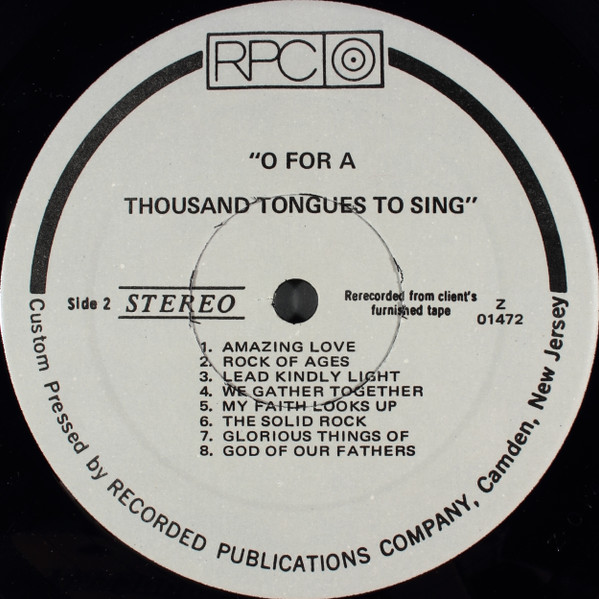 RPC
"O FOR A
THOUSAND TONGUES TO SING"
Side 2
STEREO
Rerecorded from client's
furnished tape
Z
01472
1. AMAZING LOVE
2. ROCK OF AGES
3. LEAD KINDLY LIGHT
4. WE GATHER TOGETHER
5. MY FAITH LOOKS UP
6. THE SOLID ROCK
7. GLORIOUS THINGS OF
8. GOD OF OUR FATHERS
Custom Pressed by RECORDED PUBLICATIONS COMPANY, Camden, New Jersey